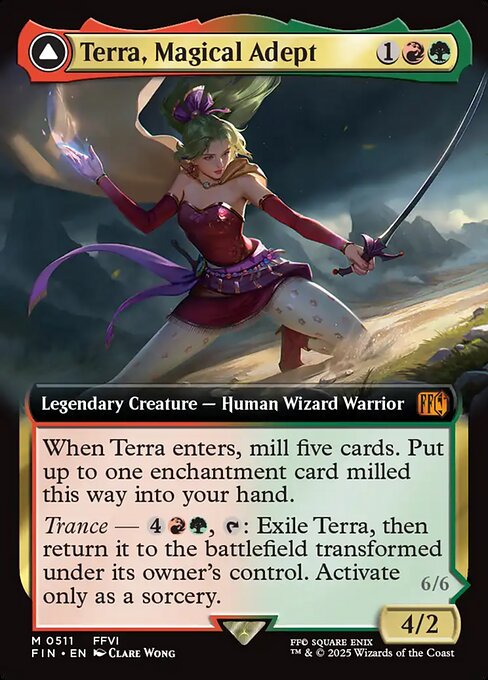 Terra, Magical Adept 1
Legendary Creature — Human Wizard Warrior FFVI
When Terra enters, mill five cards. Put
up to one enchantment card milled
this way into your hand.
Trance — 4, : Exile Terra, then
return it to the battlefield transformed
under its owner's control. Activate
only as a sorcery.
6/6
4/2
M 0511 FFVI
FIN • EN Clare Wong
FF© SQUARE ENIX
™ & © 2025 Wizards of the Coast